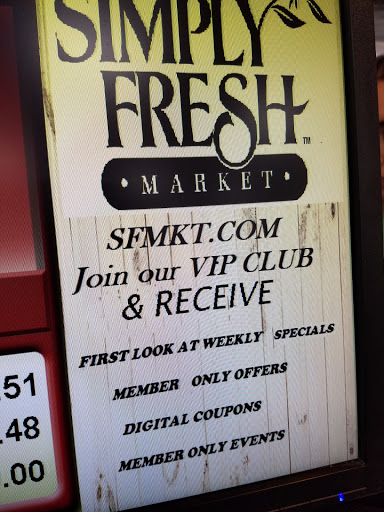 SIMPLY
FRESH
™
• MARKET •
SFMKT.COM
Join our VIP CLUB
& RECEIVE
FIRST LOOK AT WEEKLY SPECIALS
MEMBER ONLY OFFERS
DIGITAL COUPONS
MEMBER ONLY EVENTS
.51
.48
.00